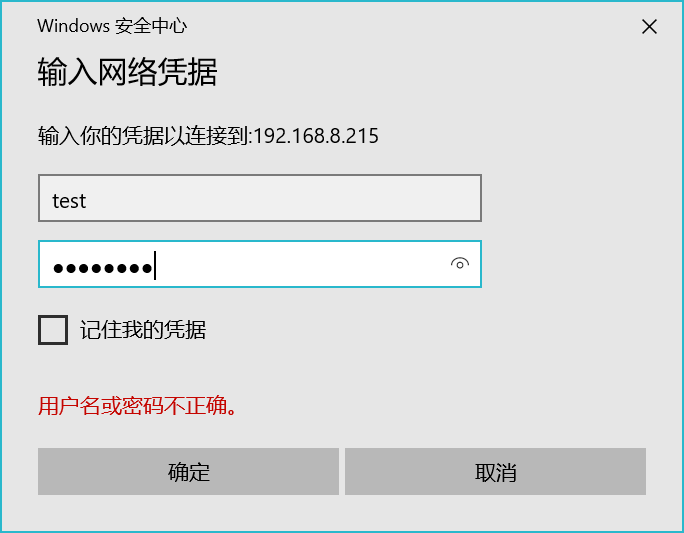 Windows 安全中心
输入网络凭据
输入你的凭据以连接到:192.168.8.215
test
●●●●●●●●
记住我的凭据
用户名或密码不正确。
确定
取消